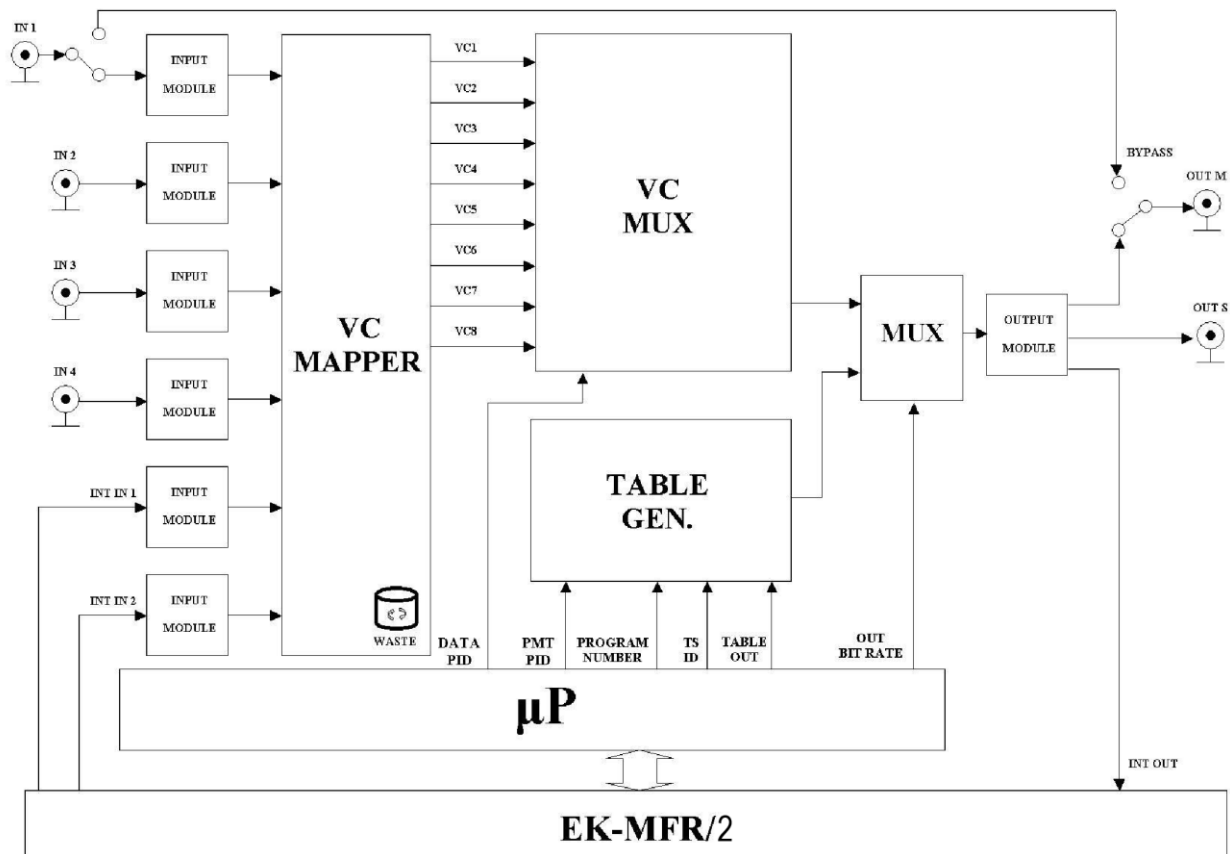 IN 1
INPUT
MODULE
IN 2
INPUT
MODULE
IN 3
INPUT
MODULE
IN 4
INPUT
MODULE
INT IN 1
INPUT
MODULE
INT IN 2
INPUT
MODULE
VC
MAPPER
WASTE
VC1
VC2
VC3
VC4
VC5
VC6
VC7
VC8
VC
MUX
TABLE
GEN.
MUX
OUTPUT
MODULE
BYPASS
OUT M
OUT S
DATA
PID
PMT
PID
PROGRAM
NUMBER
TS
ID
TABLE
OUT
OUT
BIT RATE
µP
INT OUT
EK-MFR/2